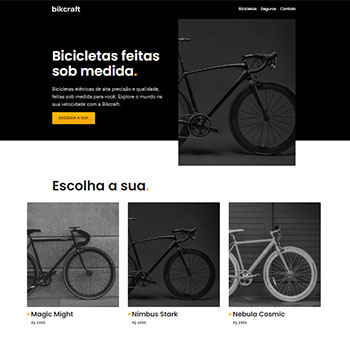 bikcraft
Bicicletas Seguros Contato
Bicicletas feitas
sob medida.
Bicicletas elétricas de alta precisão e qualidade,
feitas sob medida para você. Explore o mundo na
sua velocidade com a Bikcraft.
ESCOLHA A SUA
Escolha a sua.
Magic Might
Nimbus Stark
Nebula Cosmic
R$ 4999
R$ 3999